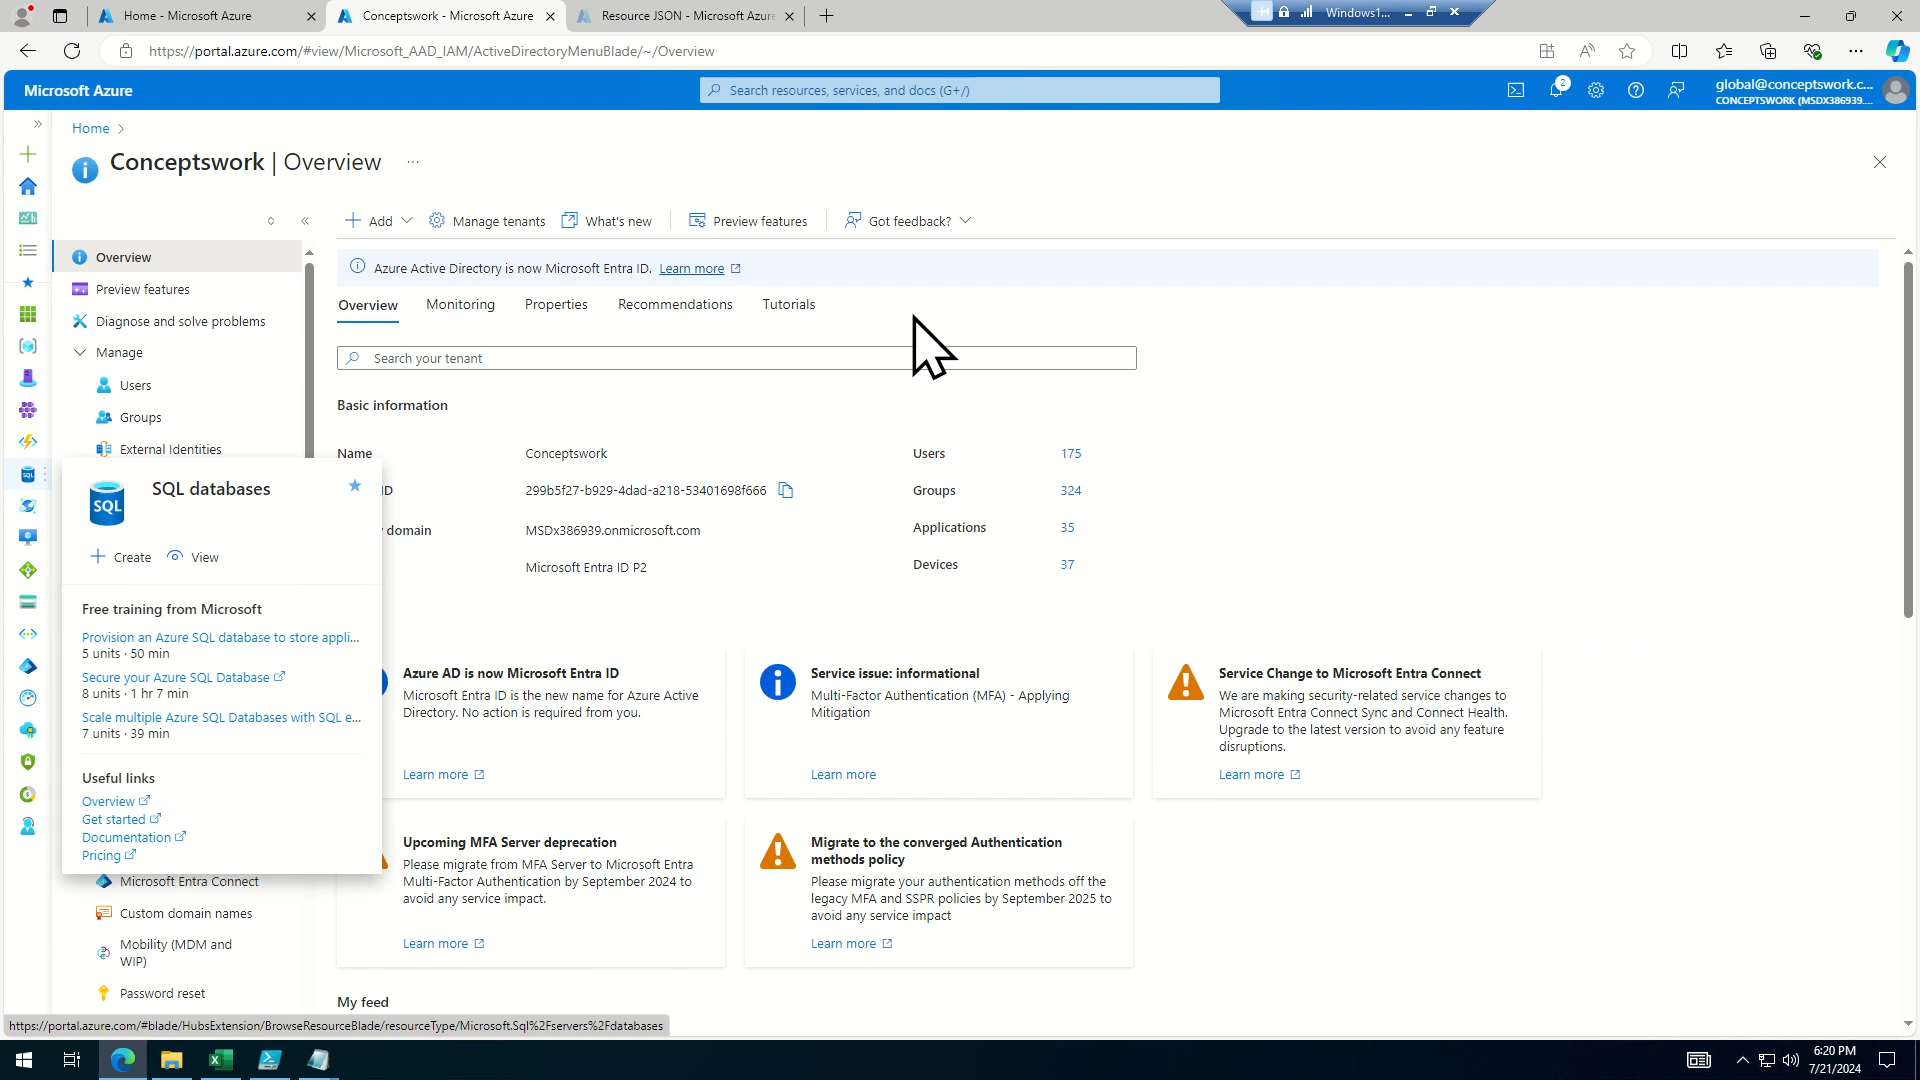 Home - Microsoft Azure
Conceptswork - Microsoft Azure
Resource JSON - Microsoft Azure
Windows1...
https://portal.azure.com/#view/Microsoft_AAD_IAM/ActiveDirectoryMenuBlade/~/Overview
Microsoft Azure
Search resources, services, and docs (G+/)
2
global@conceptswork.c...
CONCEPTSWORK (MSDX386939....
Home
Conceptswork | Overview
Add
Manage tenants
What's new
Preview features
Got feedback?
Overview
Preview features
Diagnose and solve problems
Manage
Users
Groups
External Identities
Azure Active Directory is now Microsoft Entra ID. Learn more
Overview
Monitoring
Properties
Recommendations
Tutorials
Search your tenant
Basic information
Name
Conceptswork
Users
175
D
299b5f27-b929-4dad-a218-53401698f666
Groups
324
domain
MSDx386939.onmicrosoft.com
Applications
35
Microsoft Entra ID P2
Devices
37
SQL
SQL databases
Create
View
Free training from Microsoft
Provision an Azure SQL database to store appli...
5 units · 50 min
Secure your Azure SQL Database
8 units · 1 hr 7 min
Scale multiple Azure SQL Databases with SQL e...
7 units · 39 min
Useful links
Overview
Get started
Documentation
Pricing
Microsoft Entra Connect
Custom domain names
Mobility (MDM and
WIP)
Password reset
Azure AD is now Microsoft Entra ID
Microsoft Entra ID is the new name for Azure Active
Directory. No action is required from you.
Learn more
Service issue: informational
Multi-Factor Authentication (MFA) - Applying
Mitigation
Learn more
Service Change to Microsoft Entra Connect
We are making security-related service changes to
Microsoft Entra Connect Sync and Connect Health.
Upgrade to the latest version to avoid any feature
disruptions.
Learn more
Upcoming MFA Server deprecation
Please migrate from MFA Server to Microsoft Entra
Multi-Factor Authentication by September 2024 to
avoid any service impact.
Learn more
Migrate to the converged Authentication
methods policy
Please migrate your authentication methods off the
legacy MFA and SSPR policies by September 2025 to
avoid any service impact
Learn more
My feed
https://portal.azure.com/#blade/HubsExtension/BrowseResourceBlade/resourceType/Microsoft.Sql%2Fservers%2Fdatabases
6:20 PM
7/21/2024